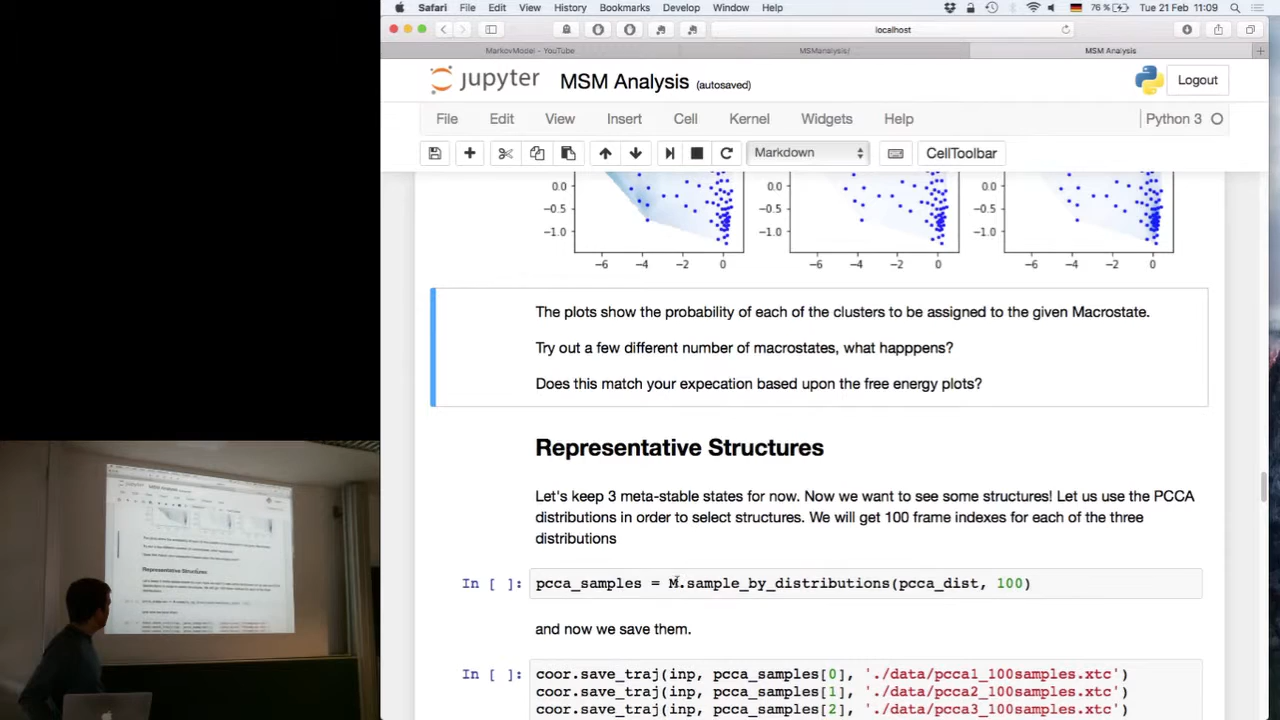 Safari File Edit View History Bookmarks Develop Window Help 76 % Tue 21 Feb 11:09
localhost
MarkovModel - YouTube MSManalysis/ MSM Analysis
jupyter MSM Analysis (autosaved) Logout
File Edit View Insert Cell Kernel Widgets Help Python 3
Markdown CellToolbar
0.0 0.0 0.0
−0.5 −0.5 −0.5
−1.0 −1.0 −1.0
−6 −4 −2 0 −6 −4 −2 0 −6 −4 −2 0
The plots show the probability of each of the clusters to be assigned to the given Macrostate.
Try out a few different number of macrostates, what happpens?
Does this match your expecation based upon the free energy plots?
Representative Structures
Let's keep 3 meta-stable states for now. Now we want to see some structures! Let us use the PCCA
distributions in order to select structures. We will get 100 frame indexes for each of the three
distributions
In [ ]: pcca_samples = M.sample_by_distributions(pcca_dist, 100)
and now we save them.
In [ ]: coor.save_traj(inp, pcca_samples[0], './data/pcca1_100samples.xtc')
coor.save_traj(inp, pcca_samples[1], './data/pcca2_100samples.xtc')
coor.save_traj(inp, pcca_samples[2], './data/pcca3_100samples.xtc')
jupyter MSM Analysis
Representative Structures